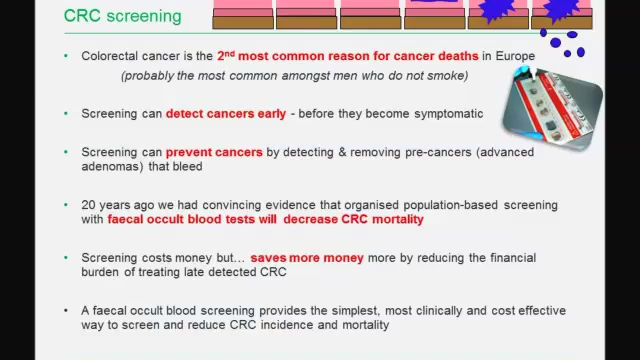 CRC screening
Colorectal cancer is the 2nd most common reason for cancer deaths in Europe
(probably the most common amongst men who do not smoke)
Screening can detect cancers early - before they become symptomatic
Screening can prevent cancers by detecting & removing pre-cancers (advanced
adenomas) that bleed
20 years ago we had convincing evidence that organised population-based screening
with faecal occult blood tests will decrease CRC mortality
Screening costs money but... saves more money more by reducing the financial
burden of treating late detected CRC
A faecal occult blood screening provides the simplest, most clinically and cost effective
way to screen and reduce CRC incidence and mortality